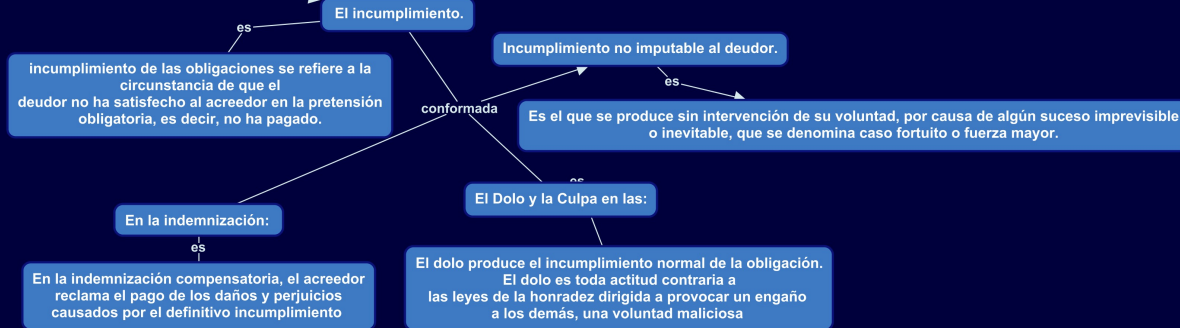 El incumplimiento.
es
incumplimiento de las obligaciones se refiere a la
circunstancia de que el
deudor no ha satisfecho al acreedor en la pretensión
obligatoria, es decir, no ha pagado.
conformada
Incumplimiento no imputable al deudor.
es
Es el que se produce sin intervención de su voluntad, por causa de algún suceso imprevisible
o inevitable, que se denomina caso fortuito o fuerza mayor.
En la indemnización:
es
En la indemnización compensatoria, el acreedor
reclama el pago de los daños y perjuicios
causados por el definitivo incumplimiento
es
El Dolo y la Culpa en las:
El dolo produce el incumplimiento normal de la obligación.
El dolo es toda actitud contraria a
las leyes de la honradez dirigida a provocar un engaño
a los demás, una voluntad maliciosa